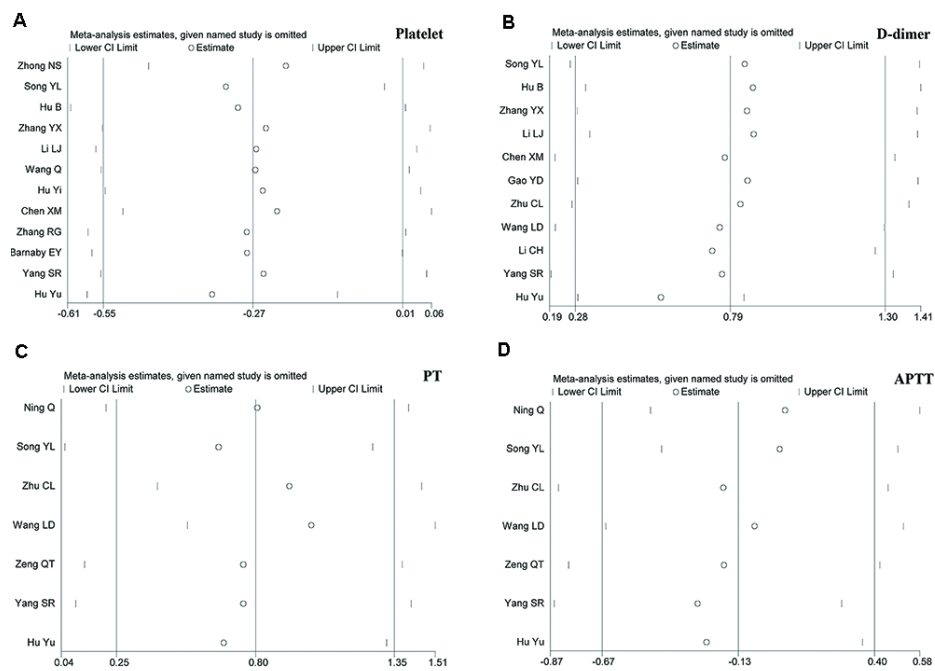 A
Meta-analysis estimates, given named study is omitted
Platelet
| Lower CI Limit ○ Estimate | Upper CI Limit
Zhong NS
Song YL
Hu B
Zhang YX
Li LJ
Wang Q
Hu Yi
Chen XM
Zhang RG
Barnaby EY
Yang SR
Hu Yu
-0.61 -0.55 -0.27 0.01 0.06
B
Meta-analysis estimates, given named study is omitted
D-dimer
| Lower CI Limit ○ Estimate | Upper CI Limit
Song YL
Hu B
Zhang YX
Li LJ
Chen XM
Gao YD
Zhu CL
Wang LD
Li CH
Yang SR
Hu Yu
0.19 0.28 0.79 1.30 1.41
C
Meta-analysis estimates, given named study is omitted
PT
| Lower CI Limit ○ Estimate | Upper CI Limit
Ning Q
Song YL
Zhu CL
Wang LD
Zeng QT
Yang SR
Hu Yu
0.04 0.25 0.80 1.35 1.51
D
Meta-analysis estimates, given named study is omitted
APTT
| Lower CI Limit ○ Estimate | Upper CI Limit
Ning Q
Song YL
Zhu CL
Wang LD
Zeng QT
Yang SR
Hu Yu
-0.87 -0.67 -0.13 0.40 0.58